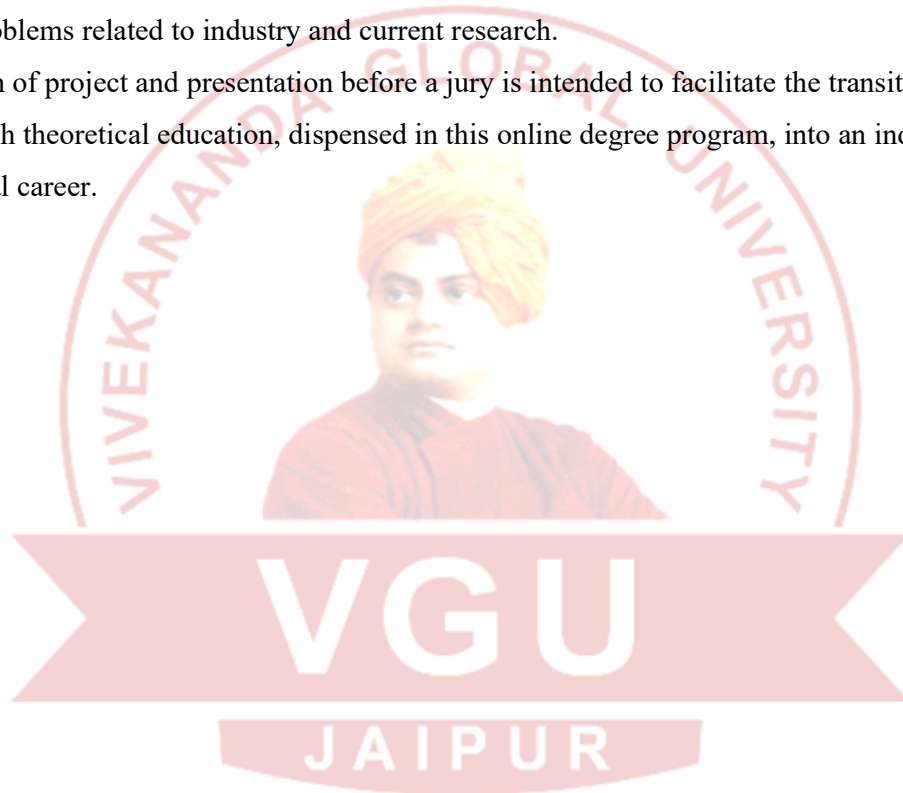 oblems related to industry and current research.
n of project and presentation before a jury is intended to facilitate the transit
h theoretical education, dispensed in this online degree program, into an ind
l career.
VIVEKANANDA GLOBAL UNIVERSITY
VGU
JAIPUR